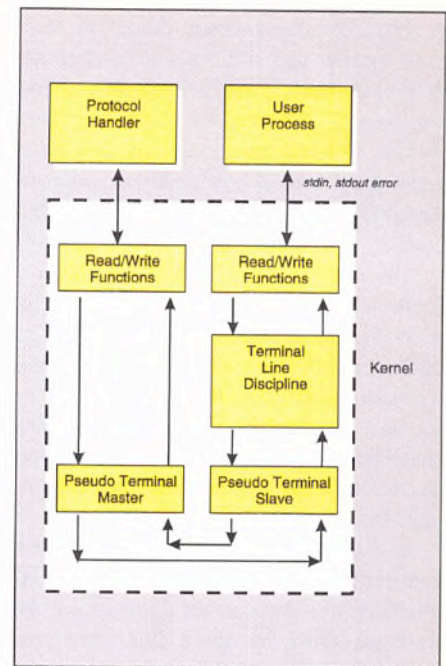 Protocol
Handler
User
Process
stdin, stdout error
Read/Write
Functions
Read/Write
Functions
Terminal
Line
Discipline
Kernel
Pseudo Terminal
Master
Pseudo Terminal
Slave